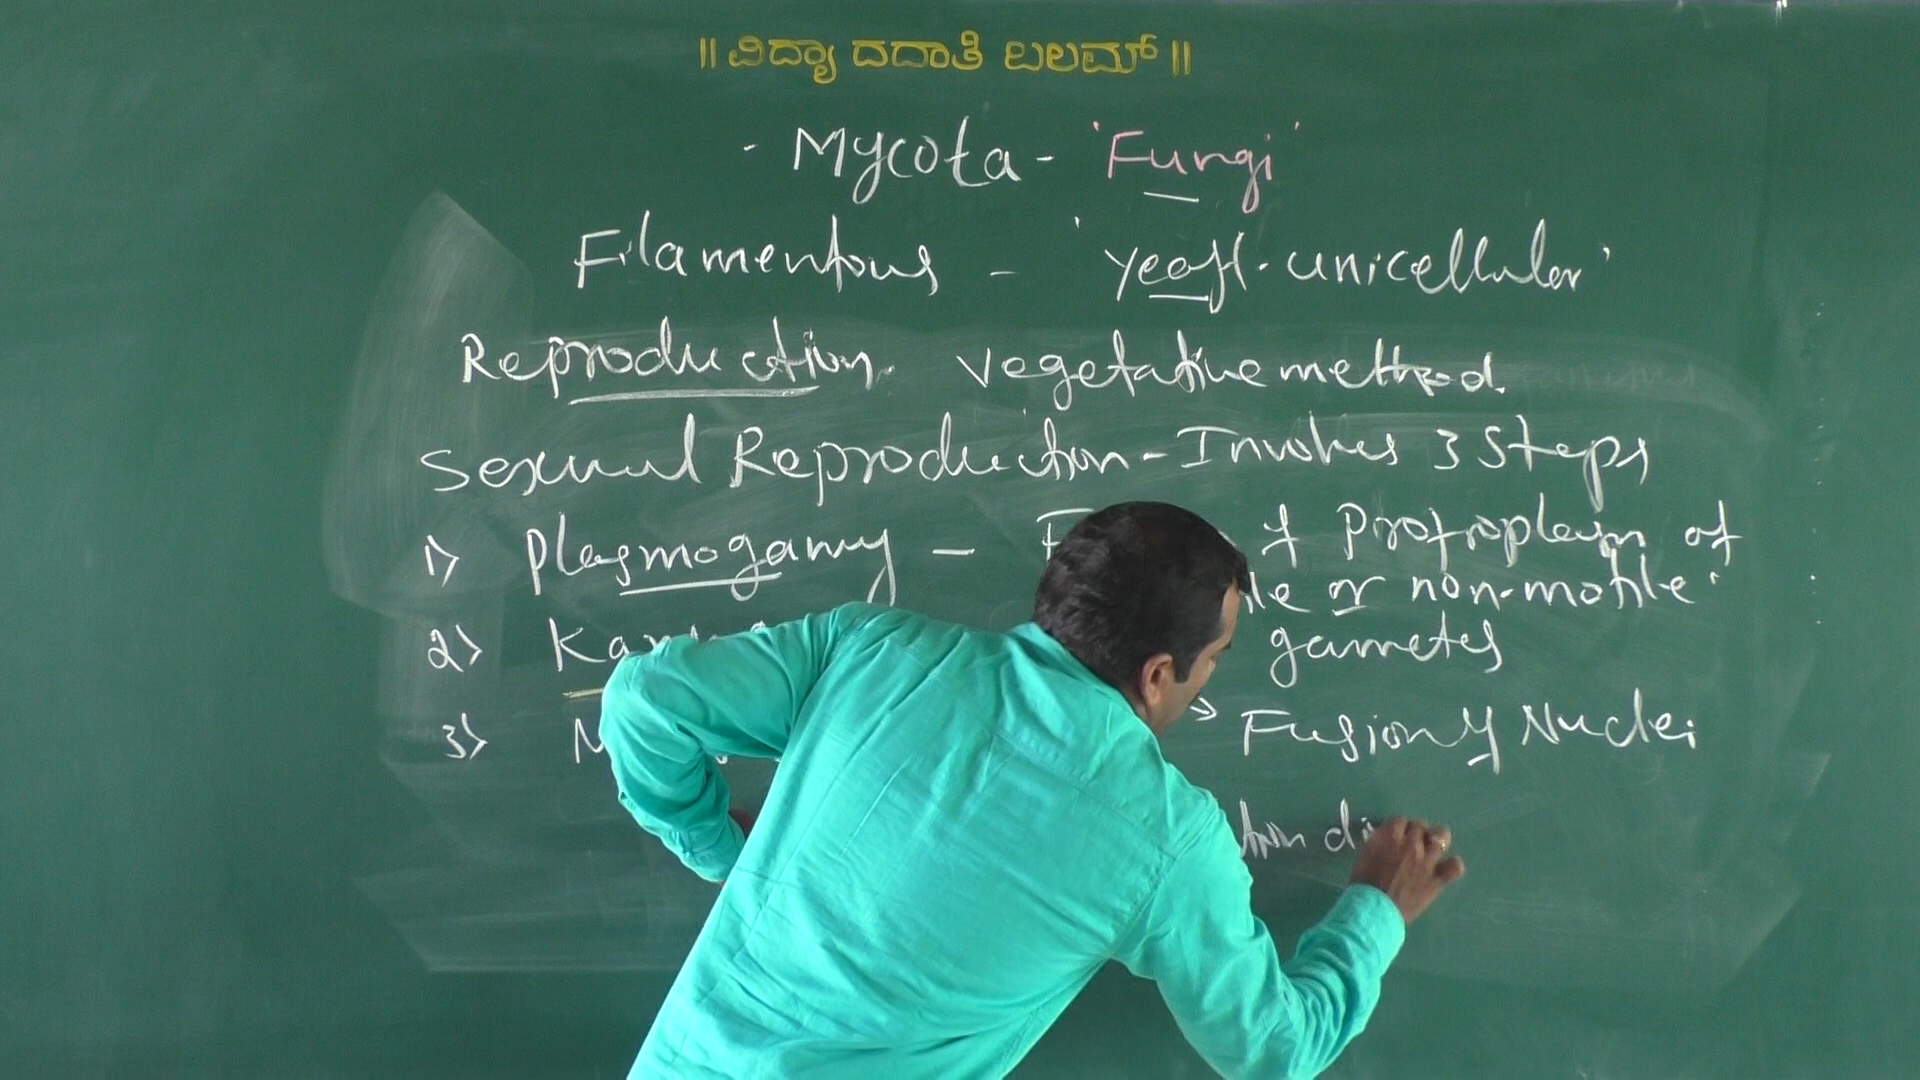 ॥ ವಿದ್ಯಾ ದದಾತಿ ಬಲಮ್ ॥
- Mycota - 'Fungi'
Filamentous - 'Yeast - unicellular'
Reproduction. Vegetative method.
Sexual Reproduction - Involves 3 Steps
1) Plasmogamy - of Protoplasm of
or non-motile
2) gametes
3) → Fusion of Nuclei